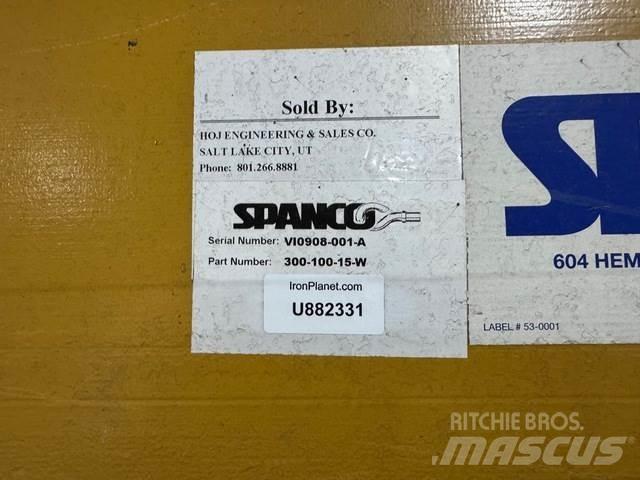 Sold By:
HOJ ENGINEERING & SALES CO.
SALT LAKE CITY, UT
Phone: 801.266.8881
SPANCO
Serial Number: VI0908-001-A
Part Number: 300-100-15-W
IronPlanet.com
U882331
604 HEM
LABEL # 53-0001
RITCHIE BROS.
MASCUS